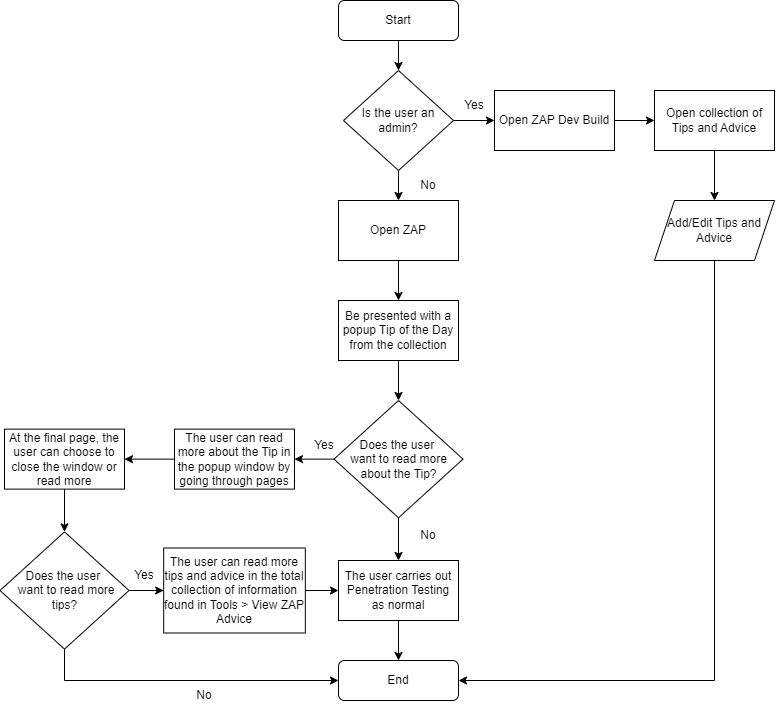 Start
Is the user an
admin?
Yes
Open ZAP Dev Build
Open collection of
Tips and Advice
No
Open ZAP
Add/Edit Tips and
Advice
Be presented with a
popup Tip of the Day
from the collection
Does the user
want to read more
about the Tip?
Yes
The user can read
more about the Tip in
the popup window by
going through pages
At the final page, the
user can choose to
close the window or
read more
No
Does the user
want to read more
tips?
Yes
The user can read more
tips and advice in the total
collection of information
found in Tools > View ZAP
Advice
The user carries out
Penetration Testing
as normal
No
End